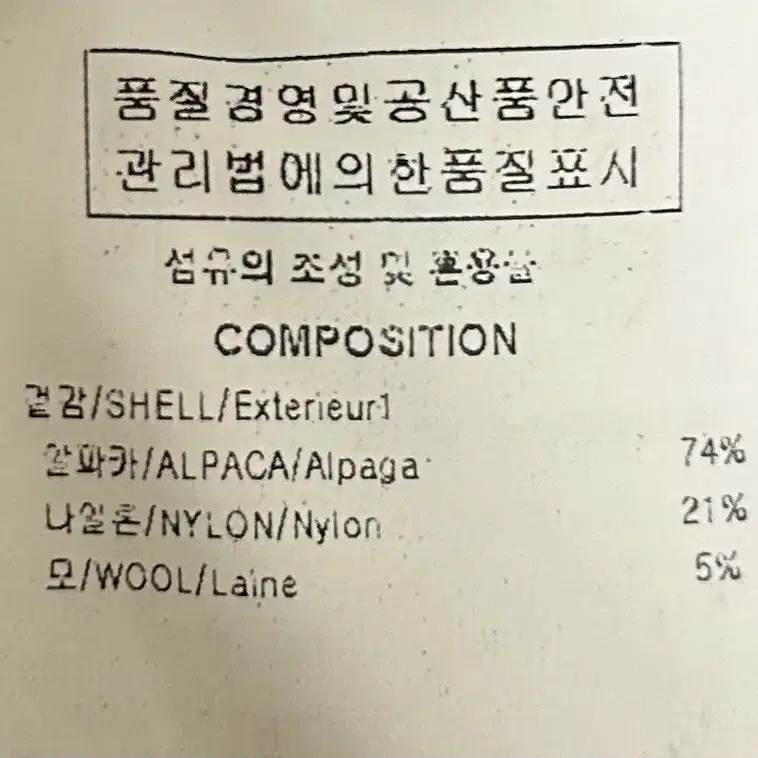 품질경영및공산품안전
관리법에의한품질표시
섬유의 조성 및 혼용율
COMPOSITION
겉감/SHELL/Exterieur1
알파카/ALPACA/Alpaga 74%
나일론/NYLON/Nylon 21%
모/WOOL/Laine 5%